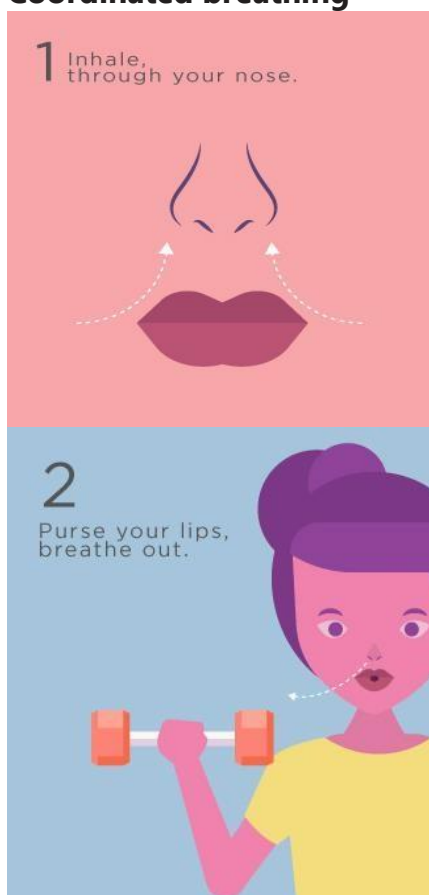 Coordinated breathing
1 Inhale,
through your nose.
2
Purse your lips,
breathe out.